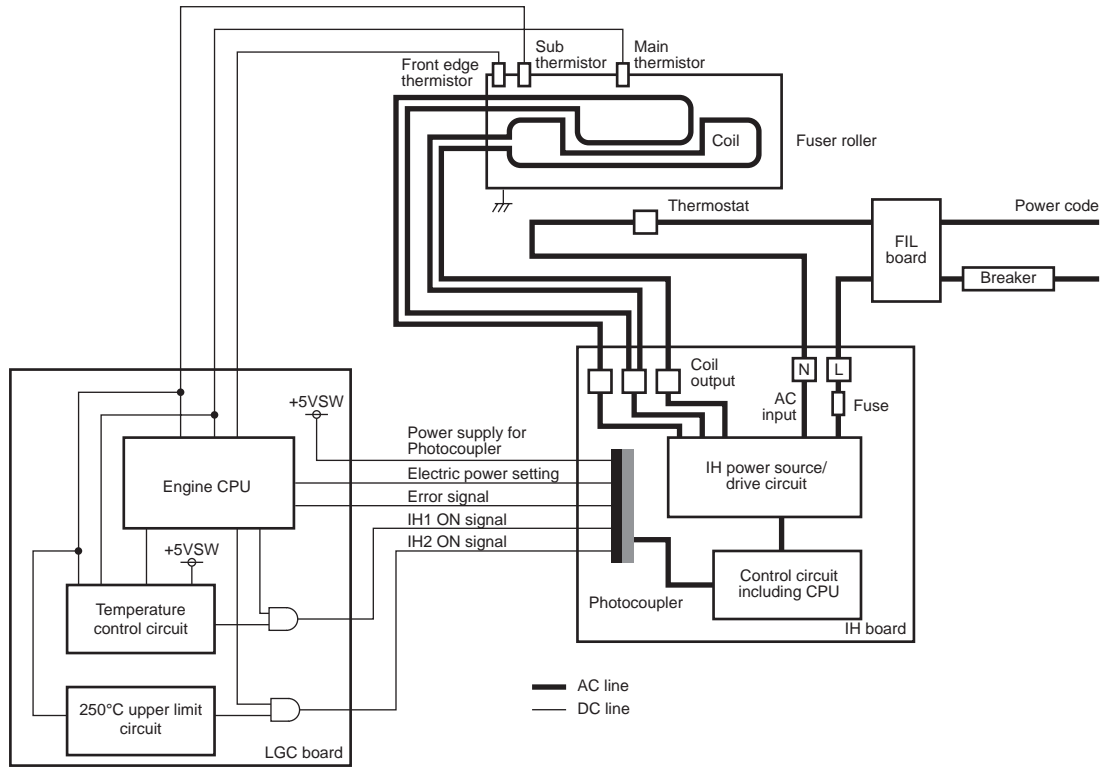 Front edge
thermistor
Sub
thermistor
Main
thermistor
Coil
Fuser roller
Thermostat
FIL
board
Power code
Breaker
Coil
output
AC
input
N
L
Fuse
IH power source/
drive circuit
Control circuit
including CPU
Photocoupler
IH board
+5VSW
Power supply for
Photocupler
Electric power setting
Error signal
IH1 ON signal
IH2 ON signal
Engine CPU
+5VSW
Temperature
control circuit
250°C upper limit
circuit
LGC board
AC line
DC line